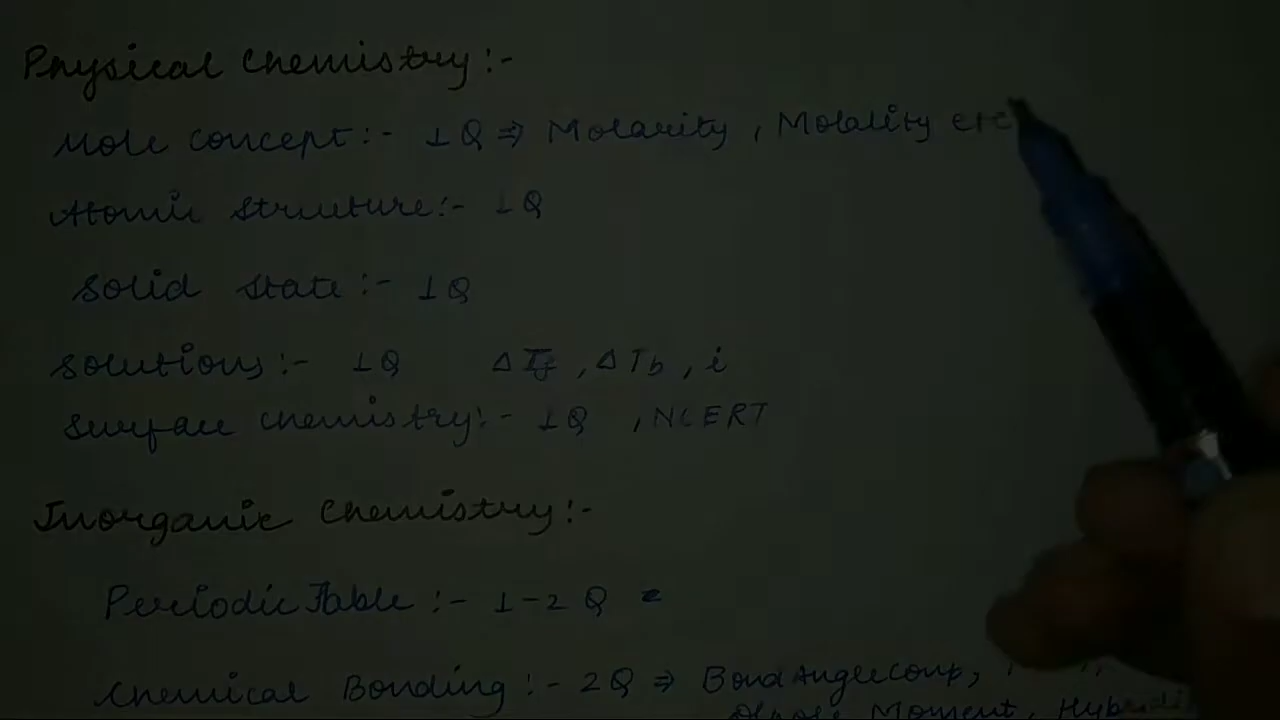 Physical Chemistry :-
Mole concept :- 1Q ⇒ Molarity, Molality etc
Atomic Structure :- 1Q
Solid State :- 1Q
Solutions :- 1Q ΔTf, ΔTb, i
Surface Chemistry :- 1Q, NCERT
Inorganic Chemistry :-
Periodic Table :- 1-2 Q
Chemical Bonding :- 2Q ⇒ Bond Angle comp,
Moment,